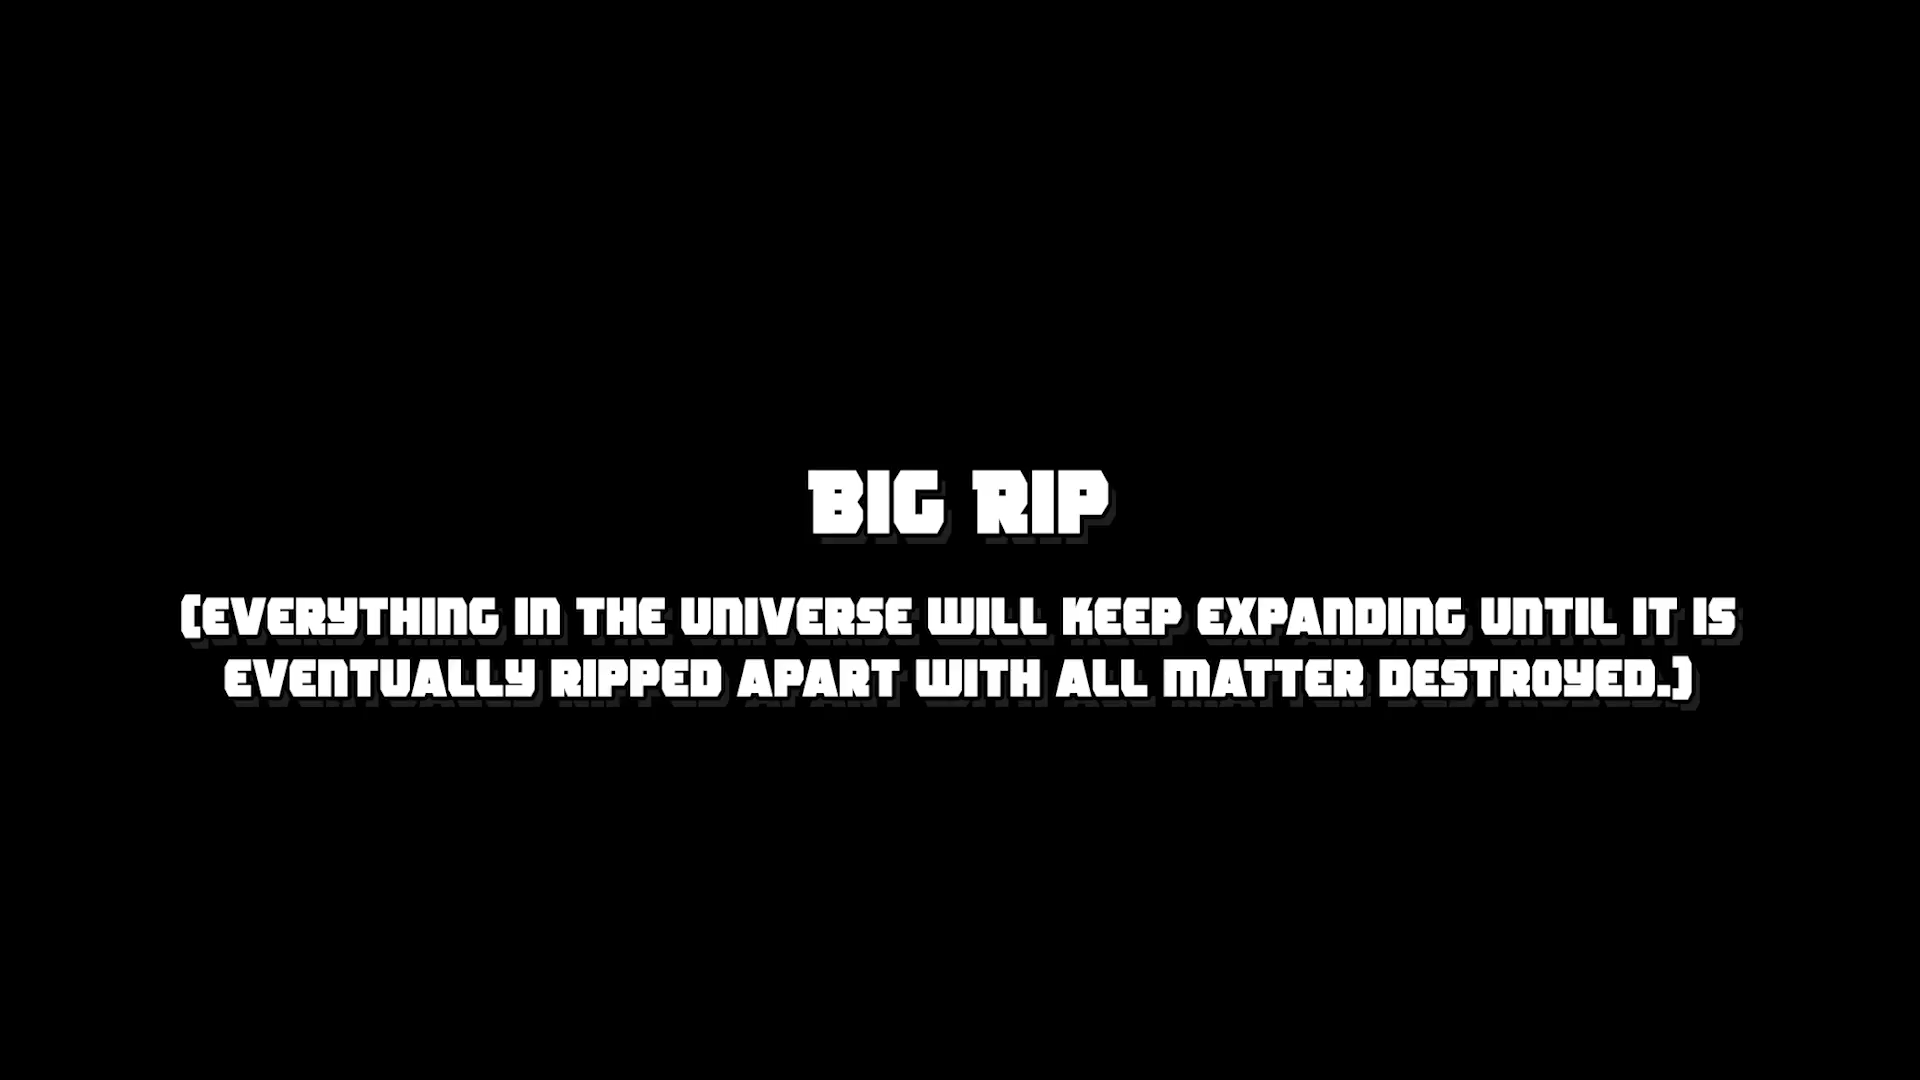 BIG RIP
(EVERYTHING IN THE UNIVERSE WILL KEEP EXPANDING UNTIL IT IS
EVENTUALLY RIPPED APART WITH ALL MATTER DESTROYED.)